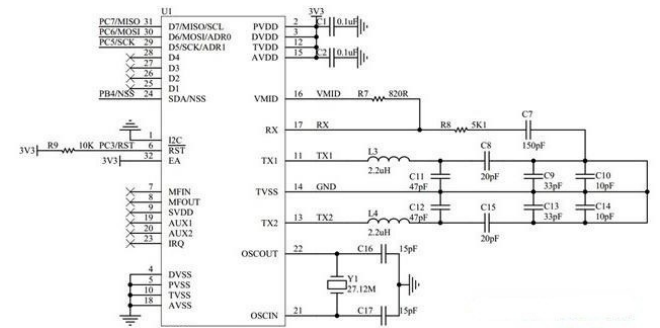 U1
3V3
PC7/MISO 31 D7/MISO/SCL PVDD 2 C1 0.1uF
PC6/MOSI 30 D6/MOSI/ADR0 DVDD 3
PC5/SCK 29 D5/SCK/ADR1 TVDD 12
28 D4 AVDD 15 C2 0.1uF
27 D3
26 D2
25 D1
PB4/NSS 24 SDA/NSS VMID 16 VMID R7 820R
C7
RX 17 RX R8 5K1
1 I2C 150pF
3V3 R9 10K PC3/RST 6 RST L3 C8
3V3 32 EA TX1 11 TX1
2.2uH 20pF
C11 C9 C10
47pF 33pF 10pF
7 MFIN TVSS 14 GND
8 MFOUT
9 SVDD C12 C13 C14
19 AUX1 L4 47pF C15 33pF 10pF
20 AUX2 TX2 13 TX2
23 IRQ 2.2uH 20pF
OSCOUT 22 C16 15pF
4 DVSS
5 PVSS Y1
10 TVSS 27.12M
18 AVSS
OSCIN 21 C17 15pF